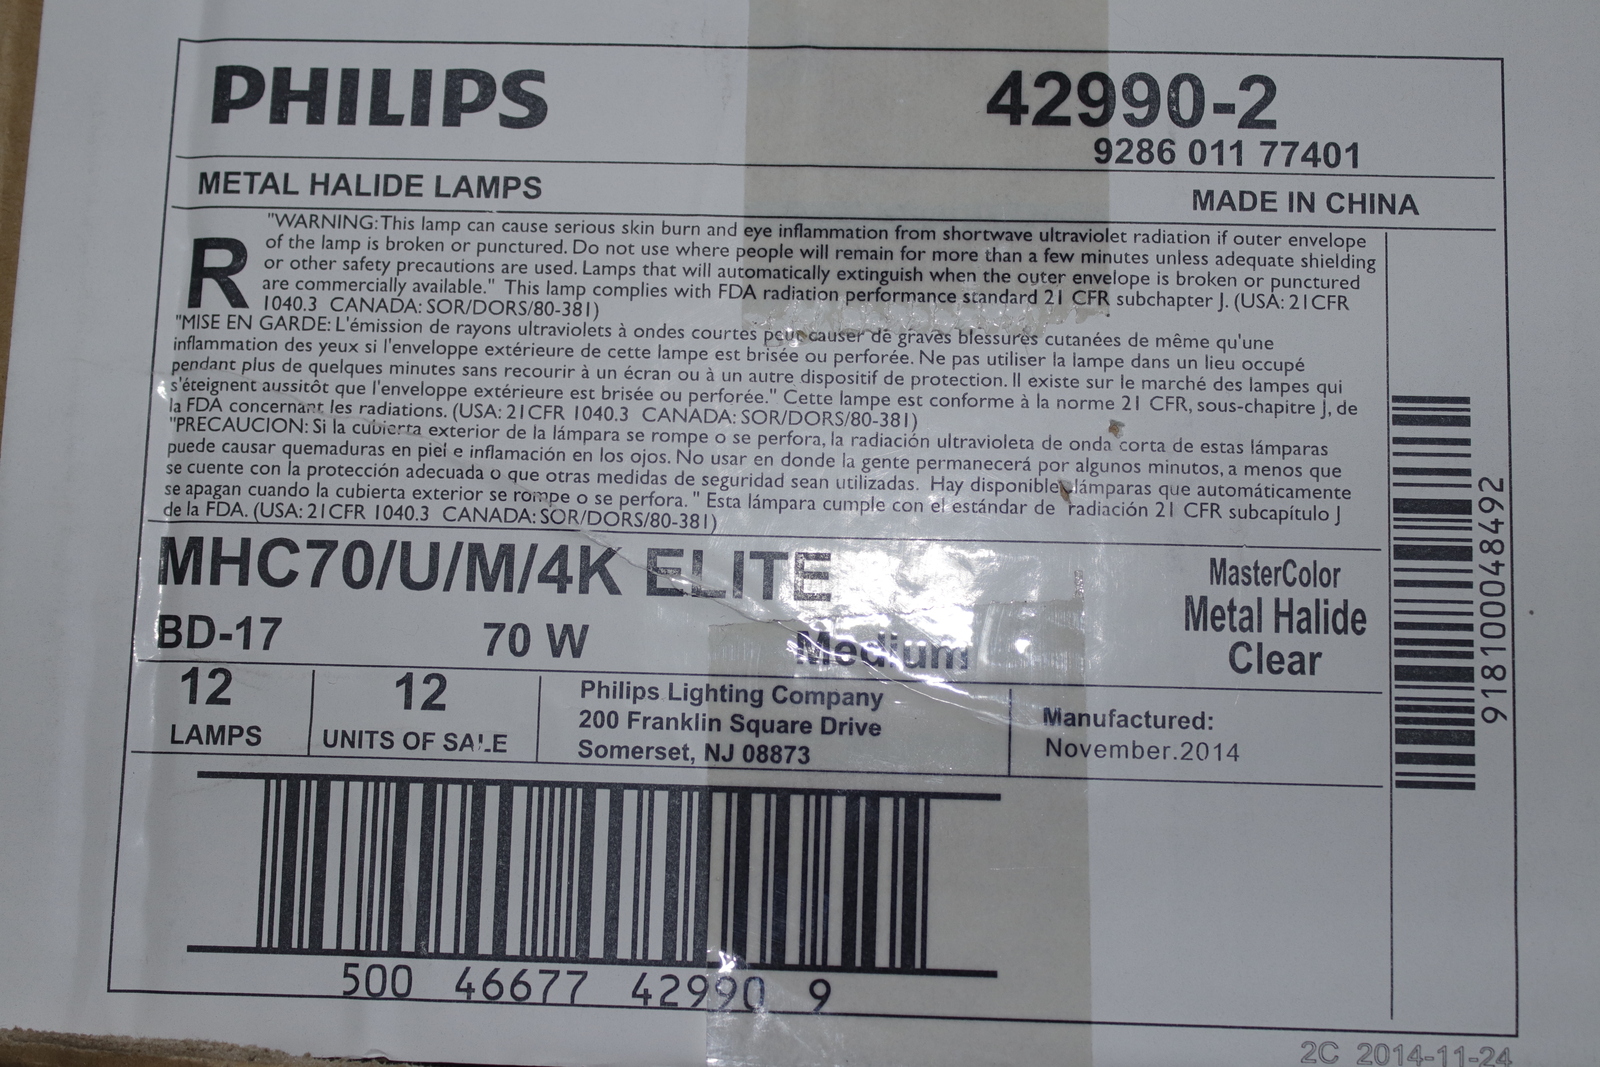 PHILIPS
42990-2
9286 011 77401
METAL HALIDE LAMPS
MADE IN CHINA
R
"WARNING: This lamp can cause serious skin burn and eye inflammation from shortwave ultraviolet radiation if outer envelope
of the lamp is broken or punctured. Do not use where people will remain for more than a few minutes unless adequate shielding
or other safety precautions are used. Lamps that will automatically extinguish when the outer envelope is broken or punctured
are commercially available." This lamp complies with FDA radiation performance standard 21 CFR subchapter J. (USA: 21CFR
1040.3 CANADA: SOR/DORS/80-381)
"MISE EN GARDE: L'émission de rayons ultraviolets à ondes courtes peut causer de graves blessures cutanées de même qu'une
inflammation des yeux si l'enveloppe extérieure de cette lampe est brisée ou perforée. Ne pas utiliser la lampe dans un lieu occupé
pendant plus de quelques minutes sans recourir à un écran ou à un autre dispositif de protection. Il existe sur le marché des lampes qui
s'éteignent aussitôt que l'enveloppe extérieure est brisée ou perforée." Cette lampe est conforme à la norme 21 CFR, sous-chapitre J, de
la FDA concernant les radiations. (USA: 21CFR 1040.3 CANADA: SOR/DORS/80-381)
"PRECAUCION: Si la cubierta exterior de la lámpara se rompe o se perfora, la radiación ultravioleta de onda corta de estas lámparas
puede causar quemaduras en piel e inflamación en los ojos. No usar en donde la gente permanecerá por algunos minutos, a menos que
se cuente con la protección adecuada o que otras medidas de seguridad sean utilizadas. Hay disponible lámparas que automáticamente
se apagan cuando la cubierta exterior se rompe o se perfora. " Esta lámpara cumple con el estándar de radiación 21 CFR subcapítulo J
de la FDA. (USA: 21CFR 1040.3 CANADA: SOR/DORS/80-381)
MHC70/U/M/4K ELITE
BD-17 70 W Medium
MasterColor
Metal Halide
Clear
12
LAMPS
12
UNITS OF SALE
Philips Lighting Company
200 Franklin Square Drive
Somerset, NJ 08873
Manufactured:
November.2014
918100048492
500 46677 42990 9
2C 2014-11-24